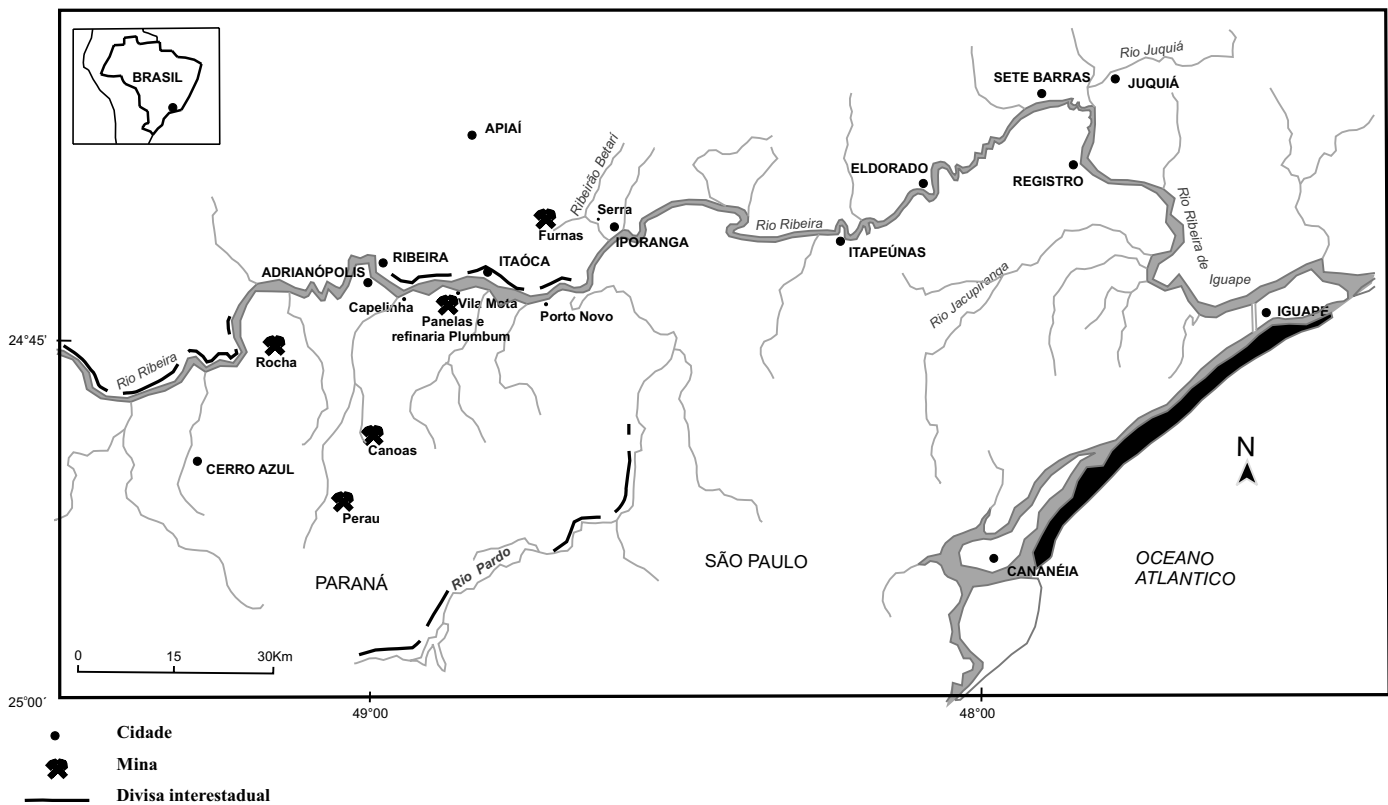 BRASIL
Rio Juquiá
SETE BARRAS
JUQUIÁ
APIAÍ
Ribeirão Betarí
ELDORADO
REGISTRO
Serra
Furnas
IPORANGA
Rio Ribeira
ITAPEÚNAS
Rio Ribeira de
Iguape
RIBEIRA
ITAÓCA
ADRIANÓPOLIS
Capelinha
Vila Mota
Porto Novo
Panelas e
refinaria Plumbum
Rio Jacupiranga
IGUAPE
24°45´
Rocha
Rio Ribeira
Canoas
CERRO AZUL
Perau
N
Rio Pardo
SÃO PAULO
PARANÁ
CANANÉIA
OCEANO
ATLANTICO
0 15 30Km
25°00´
49°00
48°00
Cidade
Mina
Divisa interestadual